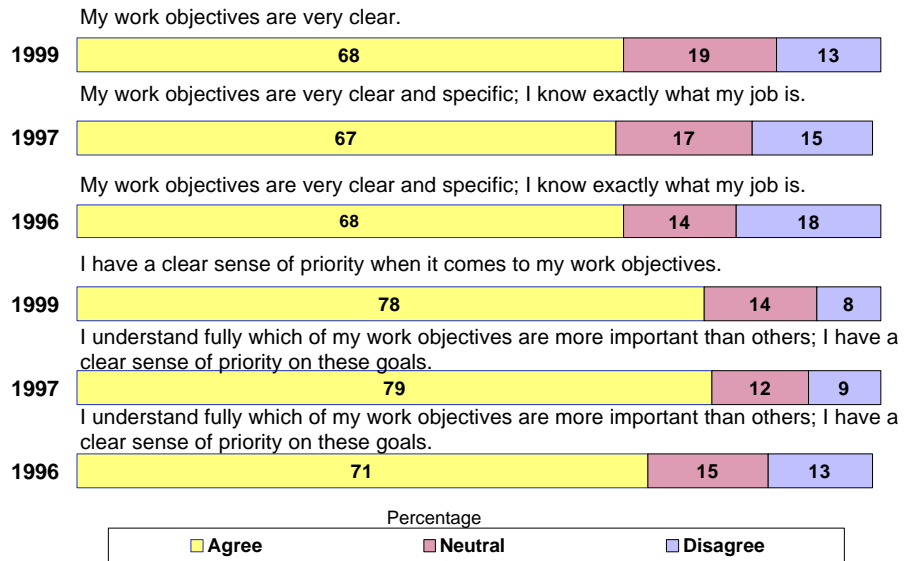 My work objectives are very clear.
1999 68 19 13
My work objectives are very clear and specific; I know exactly what my job is.
1997 67 17 15
My work objectives are very clear and specific; I know exactly what my job is.
1996 68 14 18
I have a clear sense of priority when it comes to my work objectives.
1999 78 14 8
I understand fully which of my work objectives are more important than others; I have a
clear sense of priority on these goals.
1997 79 12 9
I understand fully which of my work objectives are more important than others; I have a
clear sense of priority on these goals.
1996 71 15 13
Percentage
Agree Neutral Disagree